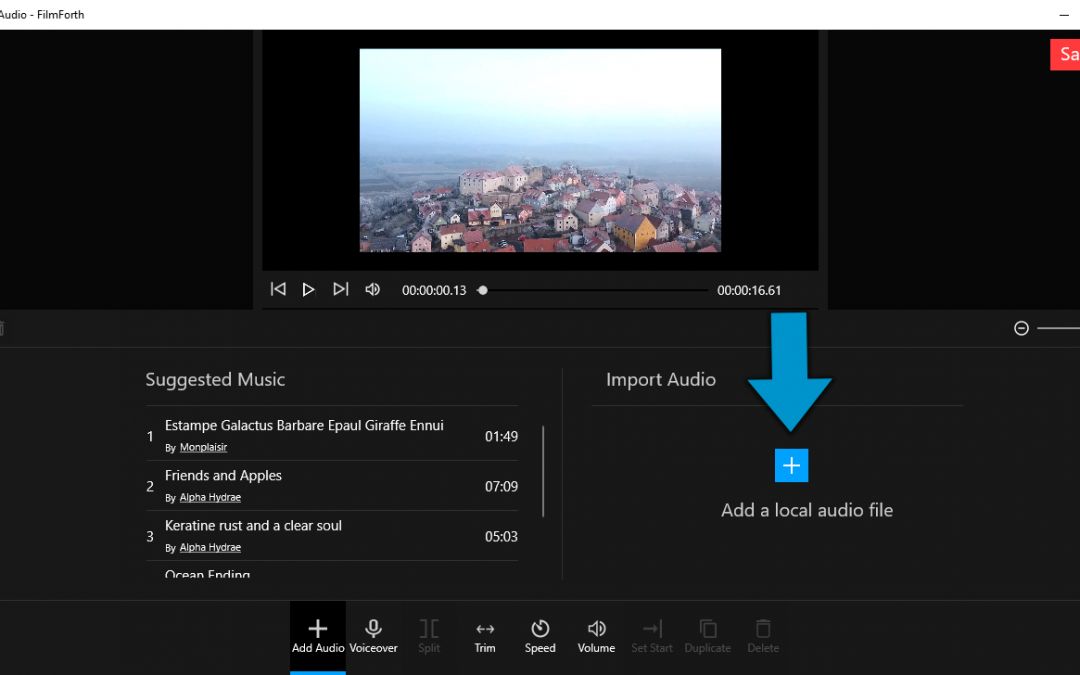 Audio - FilmForth
Sa
00:00:00.13
00:00:16.61
Suggested Music
1 Estampe Galactus Barbare Epaul Giraffe Ennui 01:49
By Monplaisir
2 Friends and Apples 07:09
By Alpha Hydrae
3 Keratine rust and a clear soul 05:03
By Alpha Hydrae
Ocean Ending
Import Audio
Add a local audio file
Add Audio Voiceover Split Trim Speed Volume Set Start Duplicate Delete